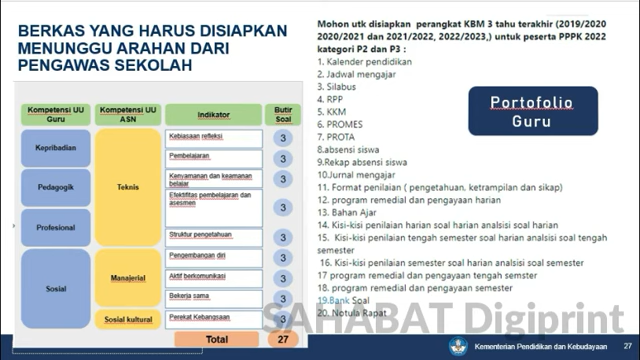 BERKAS YANG HARUS DISIAPKAN
MENUNGGU ARAHAN DARI
PENGAWAS SEKOLAH
Kompetensi UU
Guru
Kompetensi UU
ASN
Indikator
Butir
Soal
Kepribadian
Pedagogik
Profesional
Sosial
Teknis
Manajerial
Sosial kultural
Kebiasaan refleksi
3
Pembelajaran
3
Kenyamanan dan keamanan
belajar
3
Efektifitas pembelajaran dan
asesmen
3
Struktur pengetahuan
3
Pengembangan diri
3
Aktif berkomunikasi
3
Bekerja sama
3
Perekat Kebangsaan
3
Total
27
Mohon utk disiapkan perangkat KBM 3 tahu terakhir (2019/2020
2020/2021 dan 2021/2022, 2022/2023,) untuk peserta PPPK 2022
kategori P2 dan P3 :
1. Kalender pendidikan
2. Jadwal mengajar
3. Silabus
4. RPP
5. KKM
6. PROMES
7. PROTA
8.absensi siswa
9.Rekap absensi siswa
10.Jurnal mengajar
11. Format penilaian ( pengetahuan, ketrampilan dan sikap)
12. program remedial dan pengayaan harian
13. Bahan Ajar
14. Kisi-kisi penilaian harian soal harian analsisi soal harian
15. Kisi-kisi penilaian tengah semester soal harian analisisi soal tengah
semester
16. Kisi-kisi penilaian semester soal harian analisisi soal semester
17 program remedial dan pengayaan tengah semster
18. program remedial dan pengayaan semester
19.Bank Soal
20. Notula Rapat
Portofolio
Guru
SAHABAT Digiprint
Kementerian Pendidikan dan Kebudayaan
27